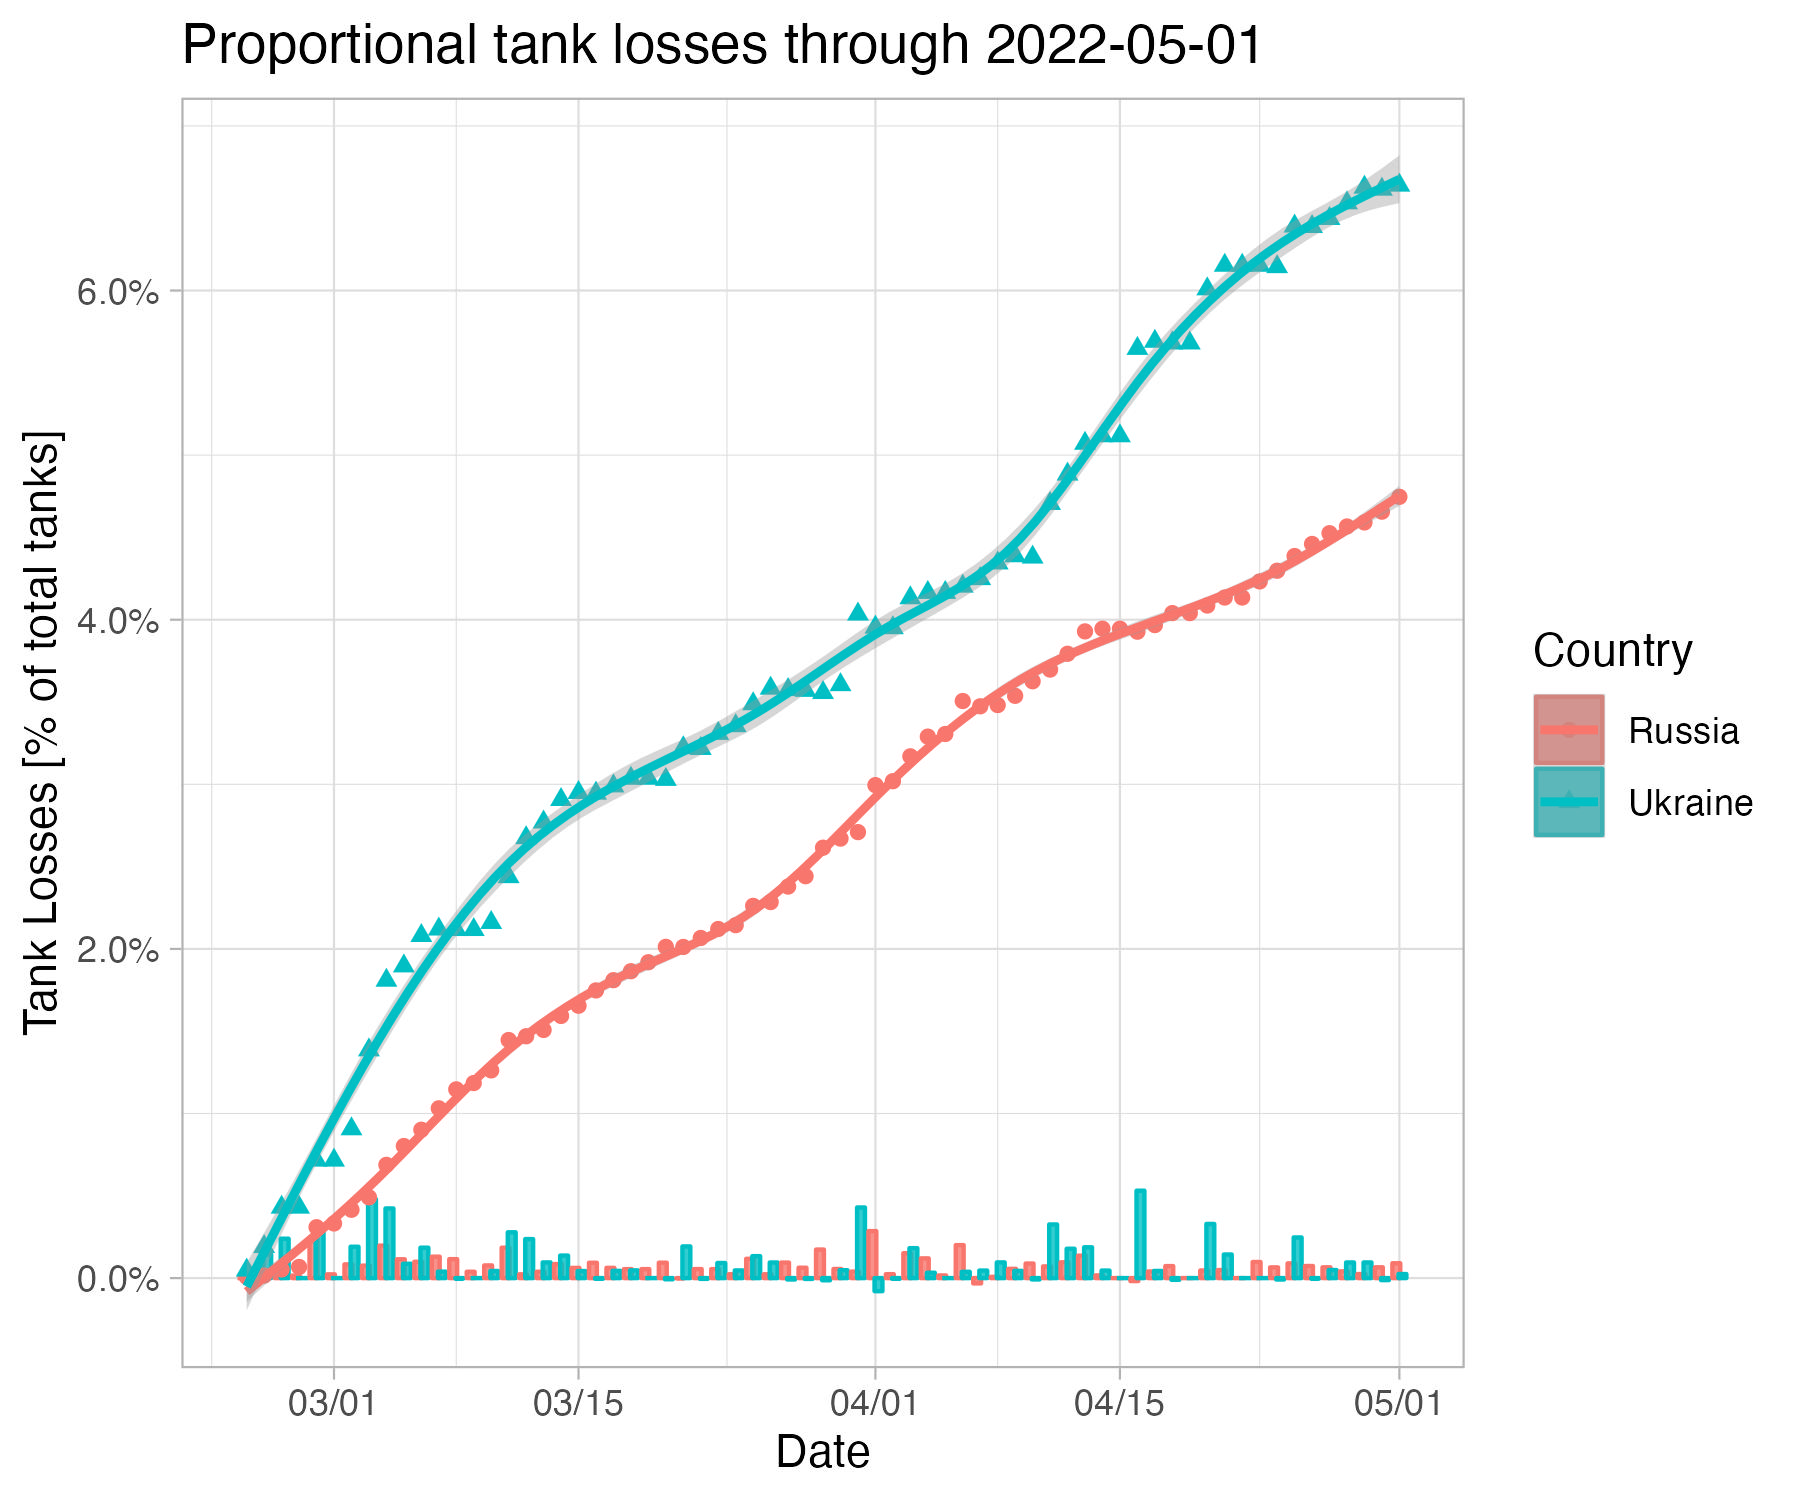 Proportional tank losses through 2022-05-01
Tank Losses [% of total tanks]
6.0%
4.0%
2.0%
0.0%
03/01
03/15
04/01
04/15
05/01
Date
Country
Russia
Ukraine